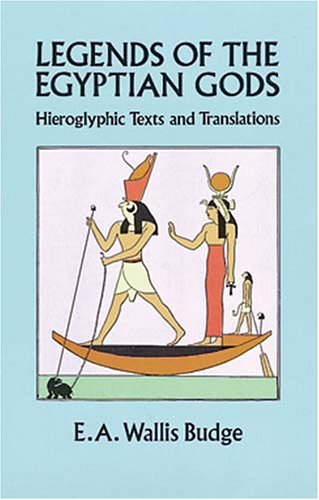 LEGENDS OF THE
EGYPTIAN GODS
Hieroglyphic Texts and Translations
E.A. Wallis Budge